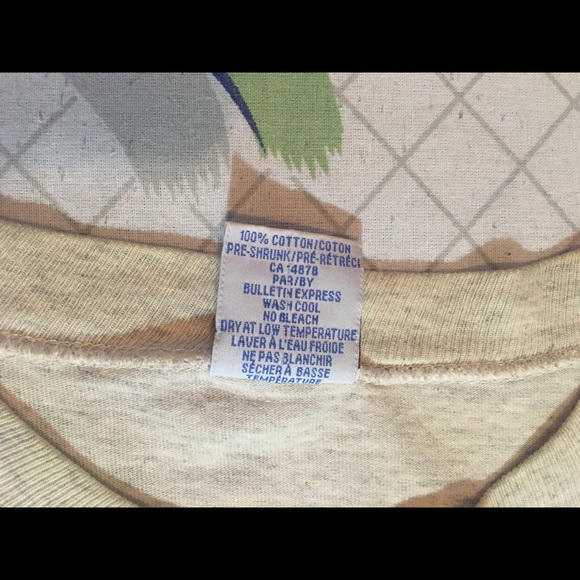 100% COTTON/COTON
PRE-SHRUNK/PRÉ-RÉTRÉCI
CA 14878
PAR/BY
BULLETIN EXPRESS
WASH COOL
NO BLEACH
DRY AT LOW TEMPERATURE
LAVER À L'EAU FROIDE
NE PAS BLANCHIR
SÉCHER À BASSE
TEMPÉRATURE